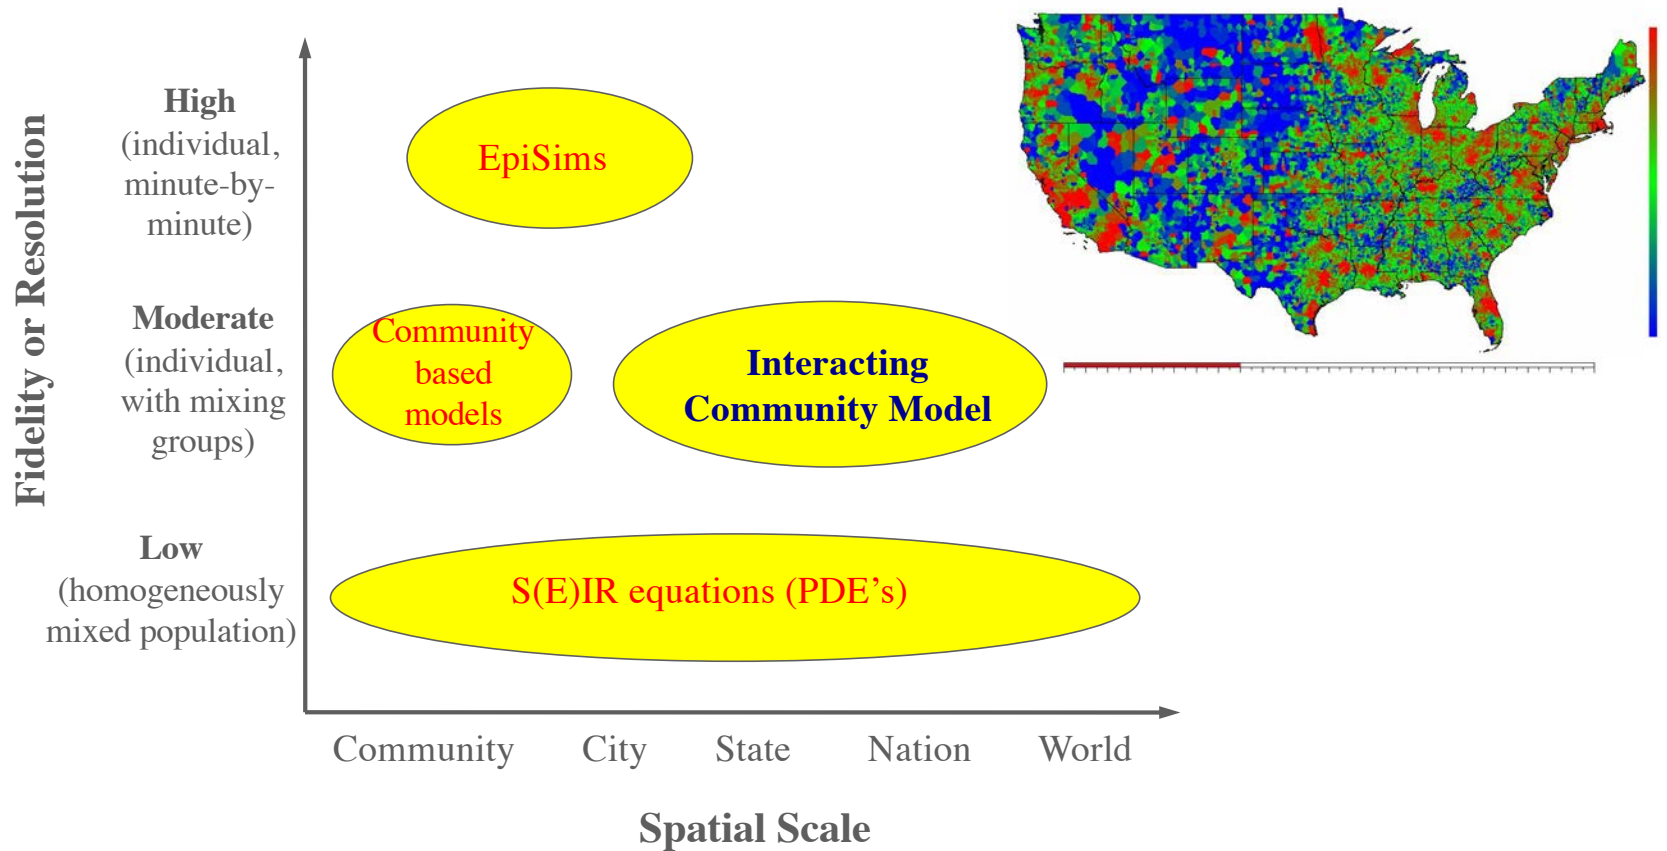 Fidelity or Resolution
High
(individual,
minute-by-
minute)
EpiSims
Moderate
(individual,
with mixing
groups)
Community
based
models
Interacting
Community Model
Low
(homogeneously
mixed population)
S(E)IR equations (PDE’s)
Community City State Nation World
Spatial Scale